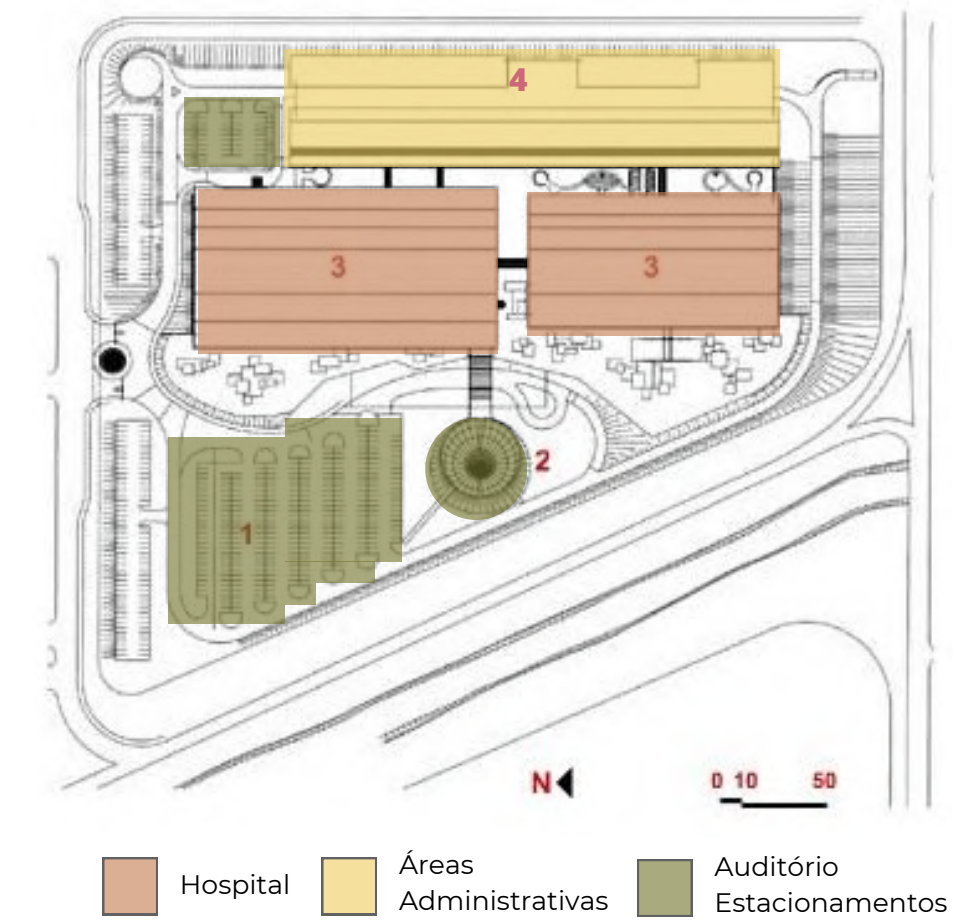 4
3 3
2
1
N 0 10 50
Hospital
Áreas
Administrativas
Auditório
Estacionamentos